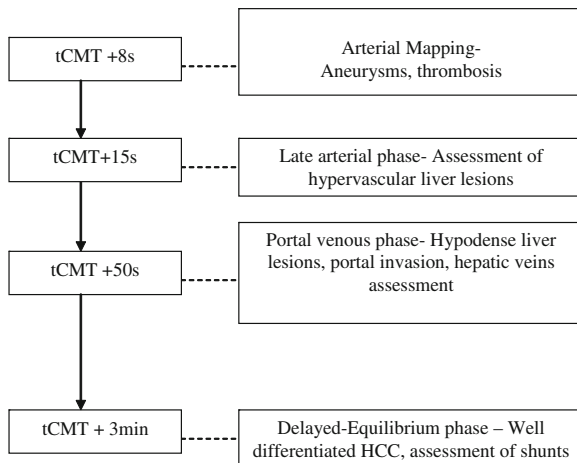 tCMT +8s
Arterial Mapping-
Aneurysms, thrombosis
tCMT+15s
Late arterial phase- Assessment of
hypervascular liver lesions
tCMT +50s
Portal venous phase- Hypodense liver
lesions, portal invasion, hepatic veins
assessment
tCMT + 3min
Delayed-Equilibrium phase – Well
differentiated HCC, assessment of shunts